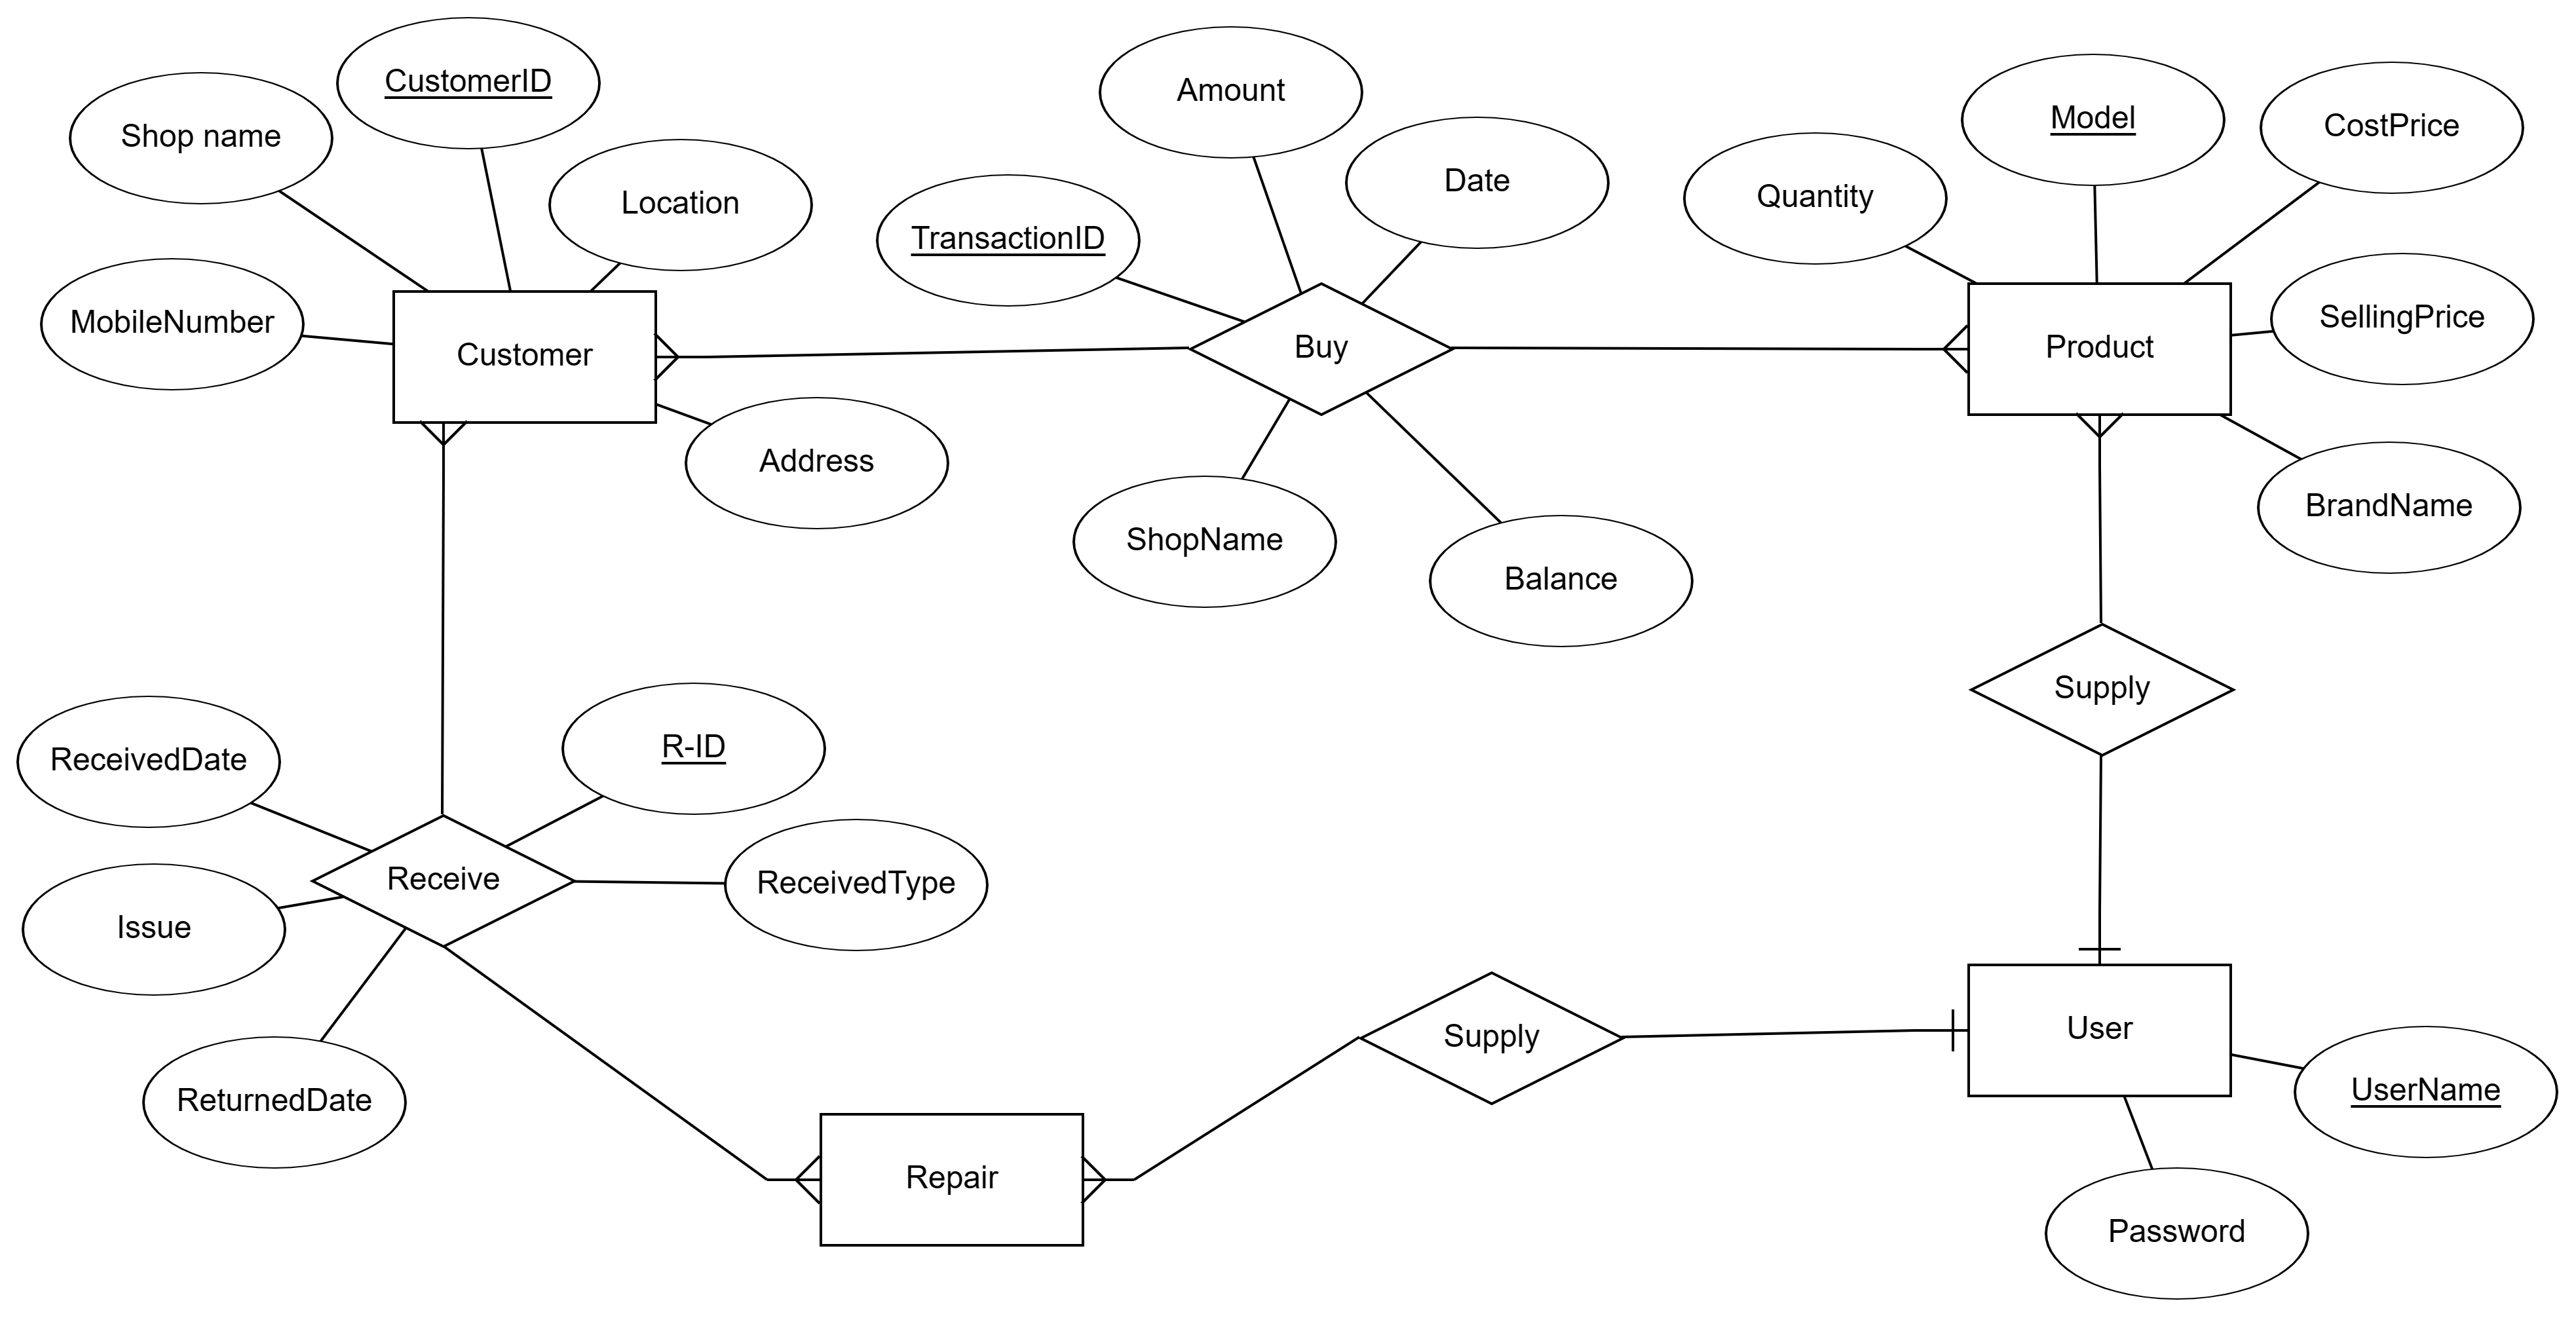 CustomerID
Shop name
Location
MobileNumber
Customer
Address
Amount
Date
TransactionID
Buy
ShopName
Balance
Model
CostPrice
Quantity
SellingPrice
Product
BrandName
Supply
ReceivedDate
R-ID
Receive
ReceivedType
Issue
ReturnedDate
Repair
Supply
User
UserName
Password